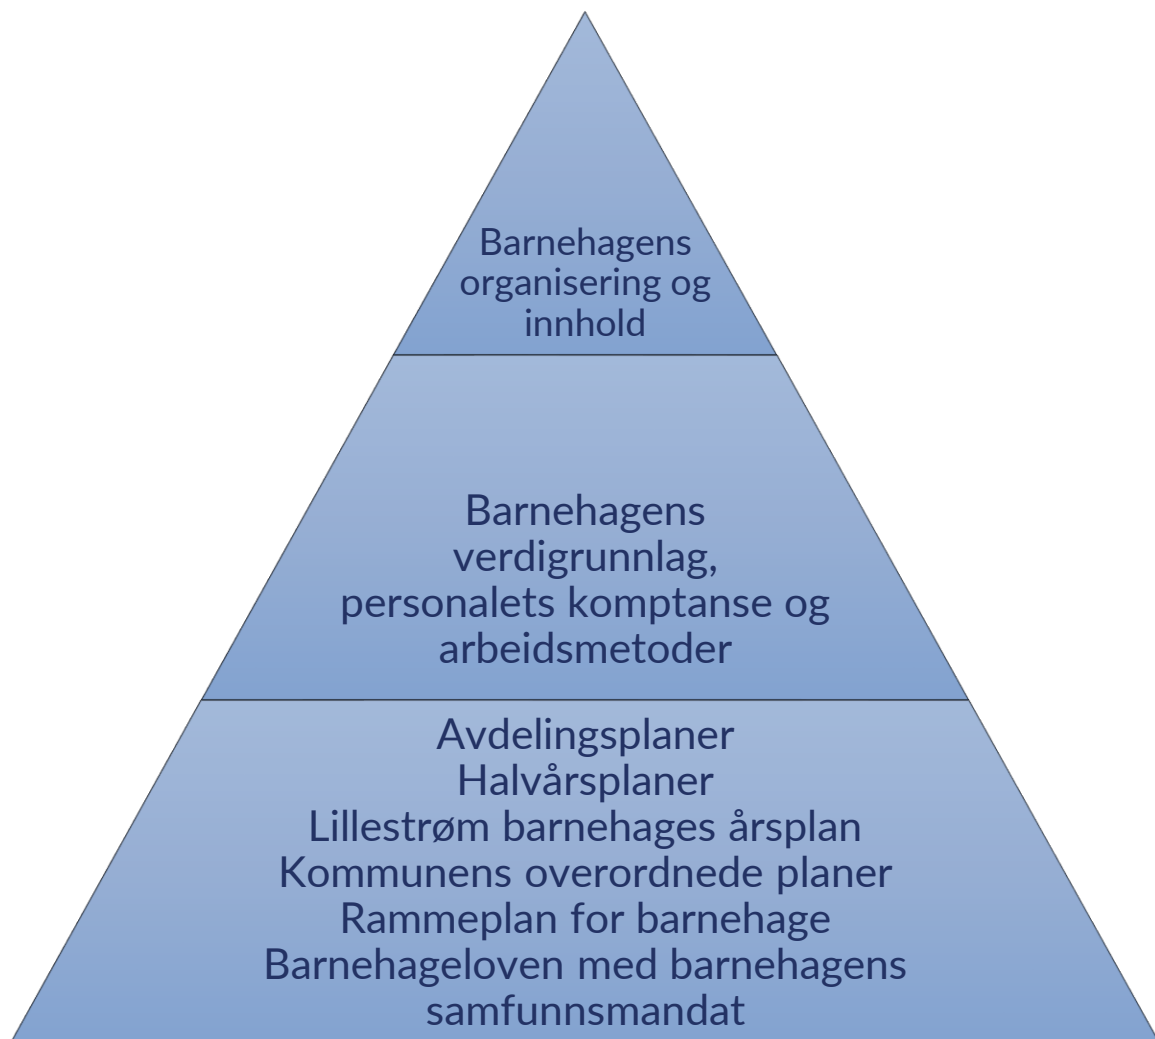 Barnehagens
organisering og
innhold
Barnehagens
verdigrunnlag,
personalets komptanse og
arbeidsmetoder
Avdelingsplaner
Halvårsplaner
Lillestrøm barnehages årsplan
Kommunens overordnede planer
Rammeplan for barnehage
Barnehageloven med barnehagens
samfunnsmandat